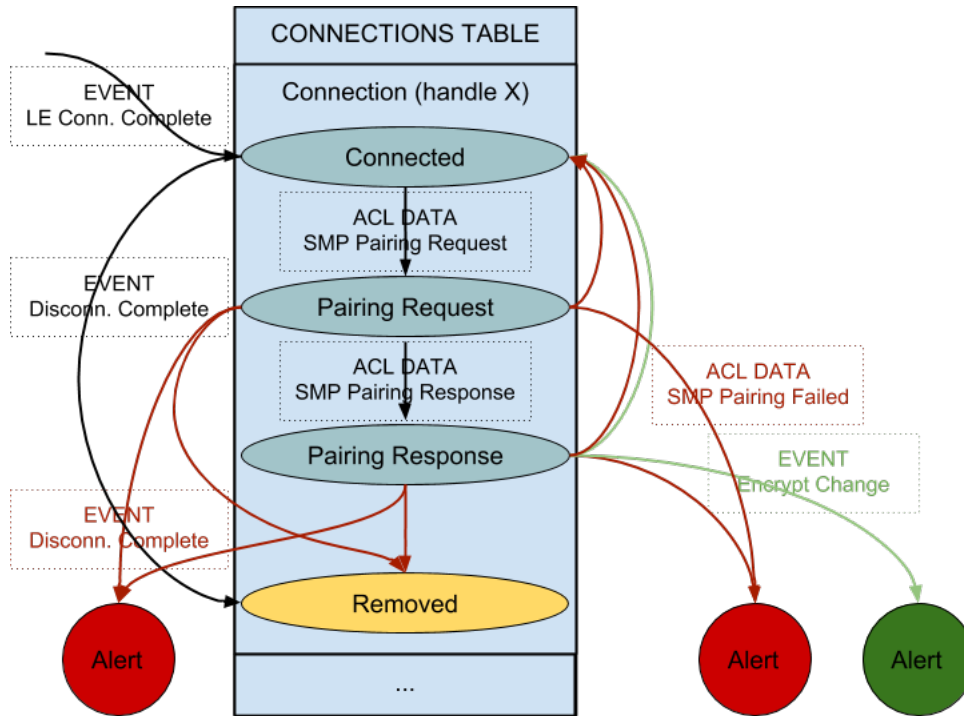 CONNECTIONS TABLE
Connection (handle X)
EVENT
LE Conn. Complete
Connected
ACL DATA
SMP Pairing Request
EVENT
Disconn. Complete
Pairing Request
ACL DATA
SMP Pairing Response
ACL DATA
SMP Pairing Failed
Pairing Response
EVENT
Encrypt Change
EVENT
Disconn. Complete
Removed
Alert
Alert
Alert
...